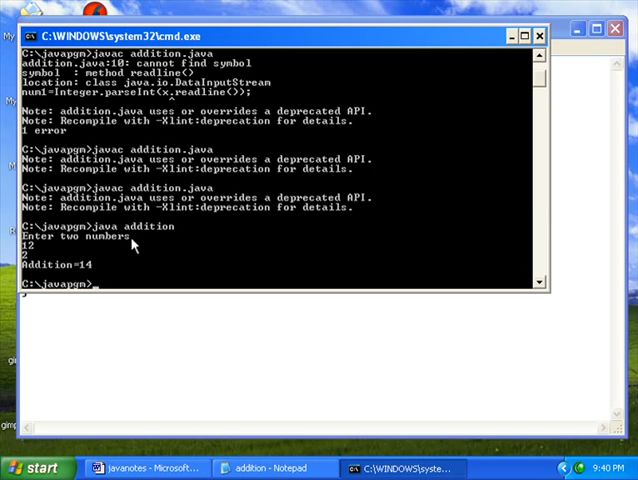 C:\WINDOWS\system32\cmd.exe
My
C:\javapgm>javac addition.java
addition.java:10: cannot find symbol
symbol  : method readline()
location: class java.io.DataInputStream
num1=Integer.parseInt(x.readline());
^
Note: addition.java uses or overrides a deprecated API.
Note: Recompile with -Xlint:deprecation for details.
1 error
C:\javapgm>javac addition.java
Note: addition.java uses or overrides a deprecated API.
Note: Recompile with -Xlint:deprecation for details.
C:\javapgm>javac addition.java
Note: addition.java uses or overrides a deprecated API.
Note: Recompile with -Xlint:deprecation for details.
C:\javapgm>java addition
Enter two numbers
12
2
Addition=14
C:\javapgm>_
start
javanotes - Microsoft...
addition - Notepad
C:\WINDOWS\syste...
9:40 PM